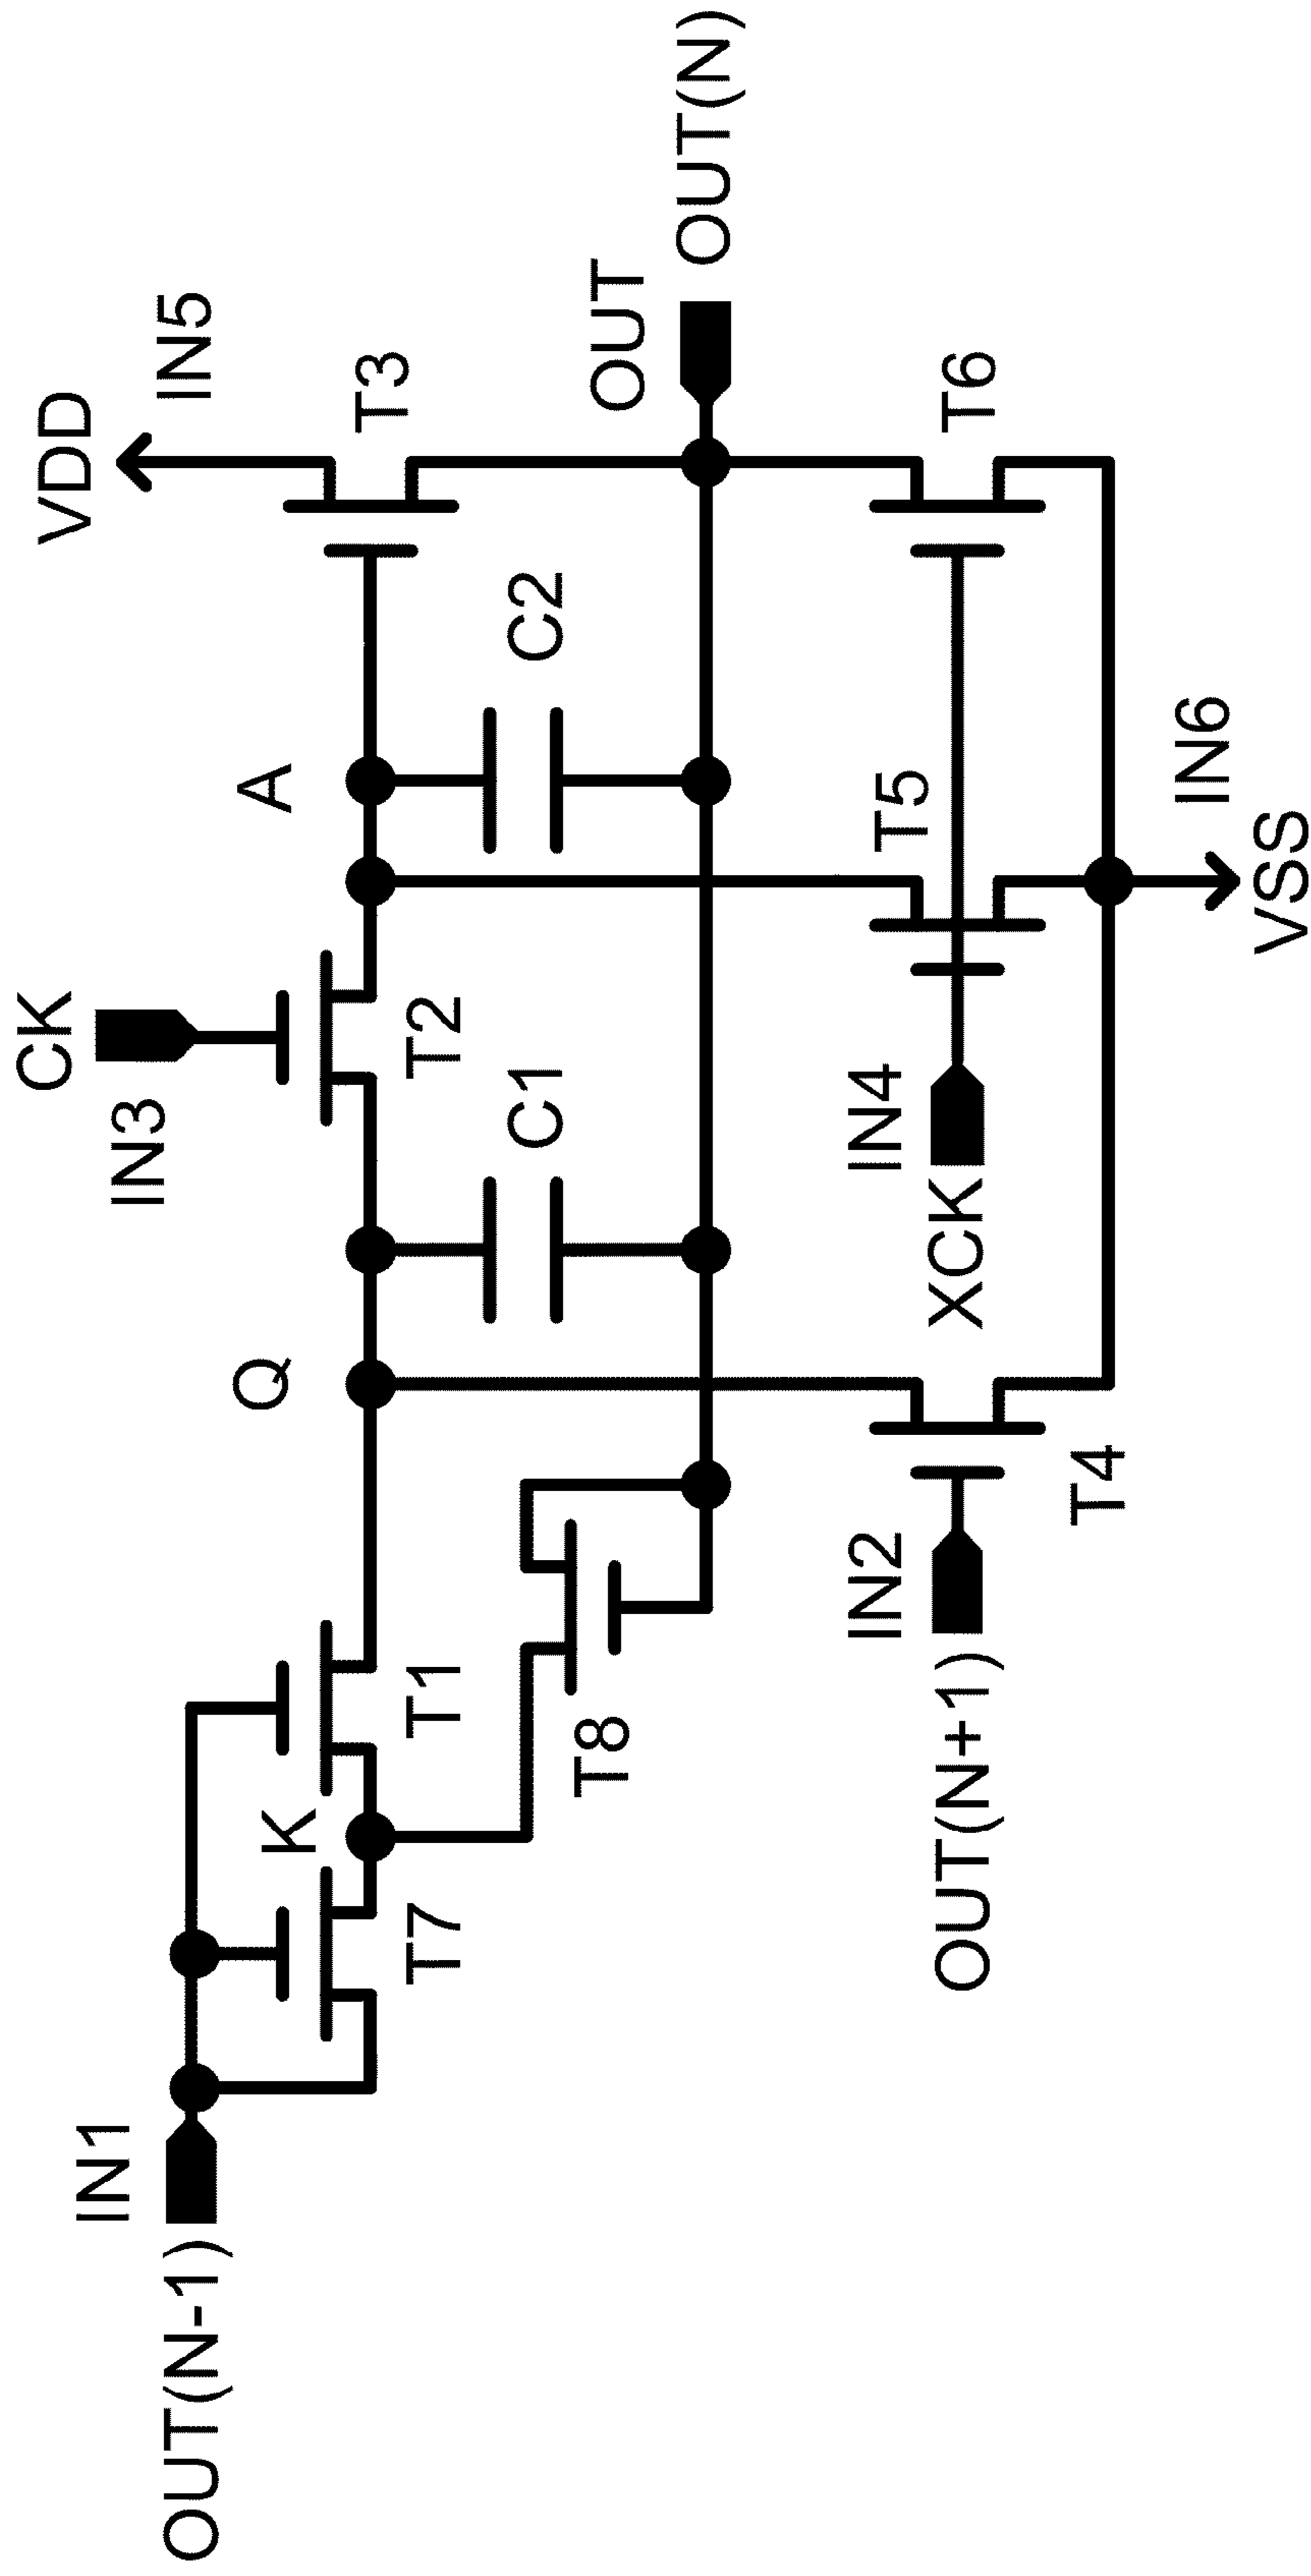 VDD
IN5
CK
IN3
A
T3
Q
T2
C2
OUT
OUT(N)
C1
IN1
OUT(N-1)
K
T1
T7
T8
T6
T5
IN4
XCK
IN2
OUT(N+1)
T4
IN6
VSS